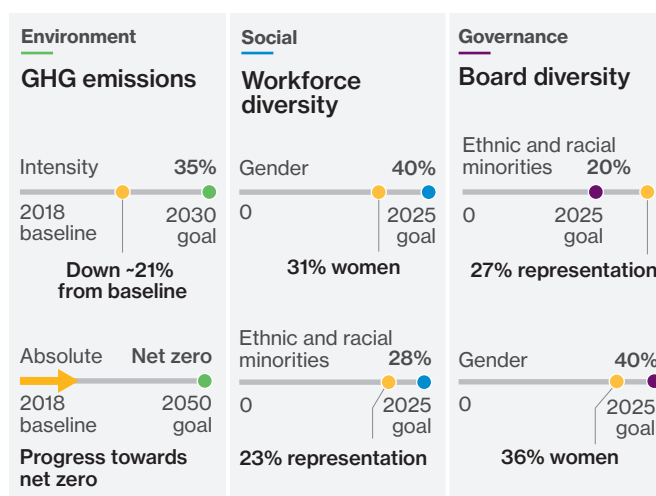 Environment
GHG emissions
Intensity 35%
2018 baseline
2030 goal
Down ~21%
from baseline
Absolute Net zero
2018 baseline
2050 goal
Progress towards
net zero
Social
Workforce
diversity
Gender 40%
0
2025 goal
31% women
Ethnic and racial
minorities 28%
0
2025 goal
23% representation
Governance
Board diversity
Ethnic and racial
minorities 20%
0
2025 goal
27% representation
Gender 40%
0
2025 goal
36% women